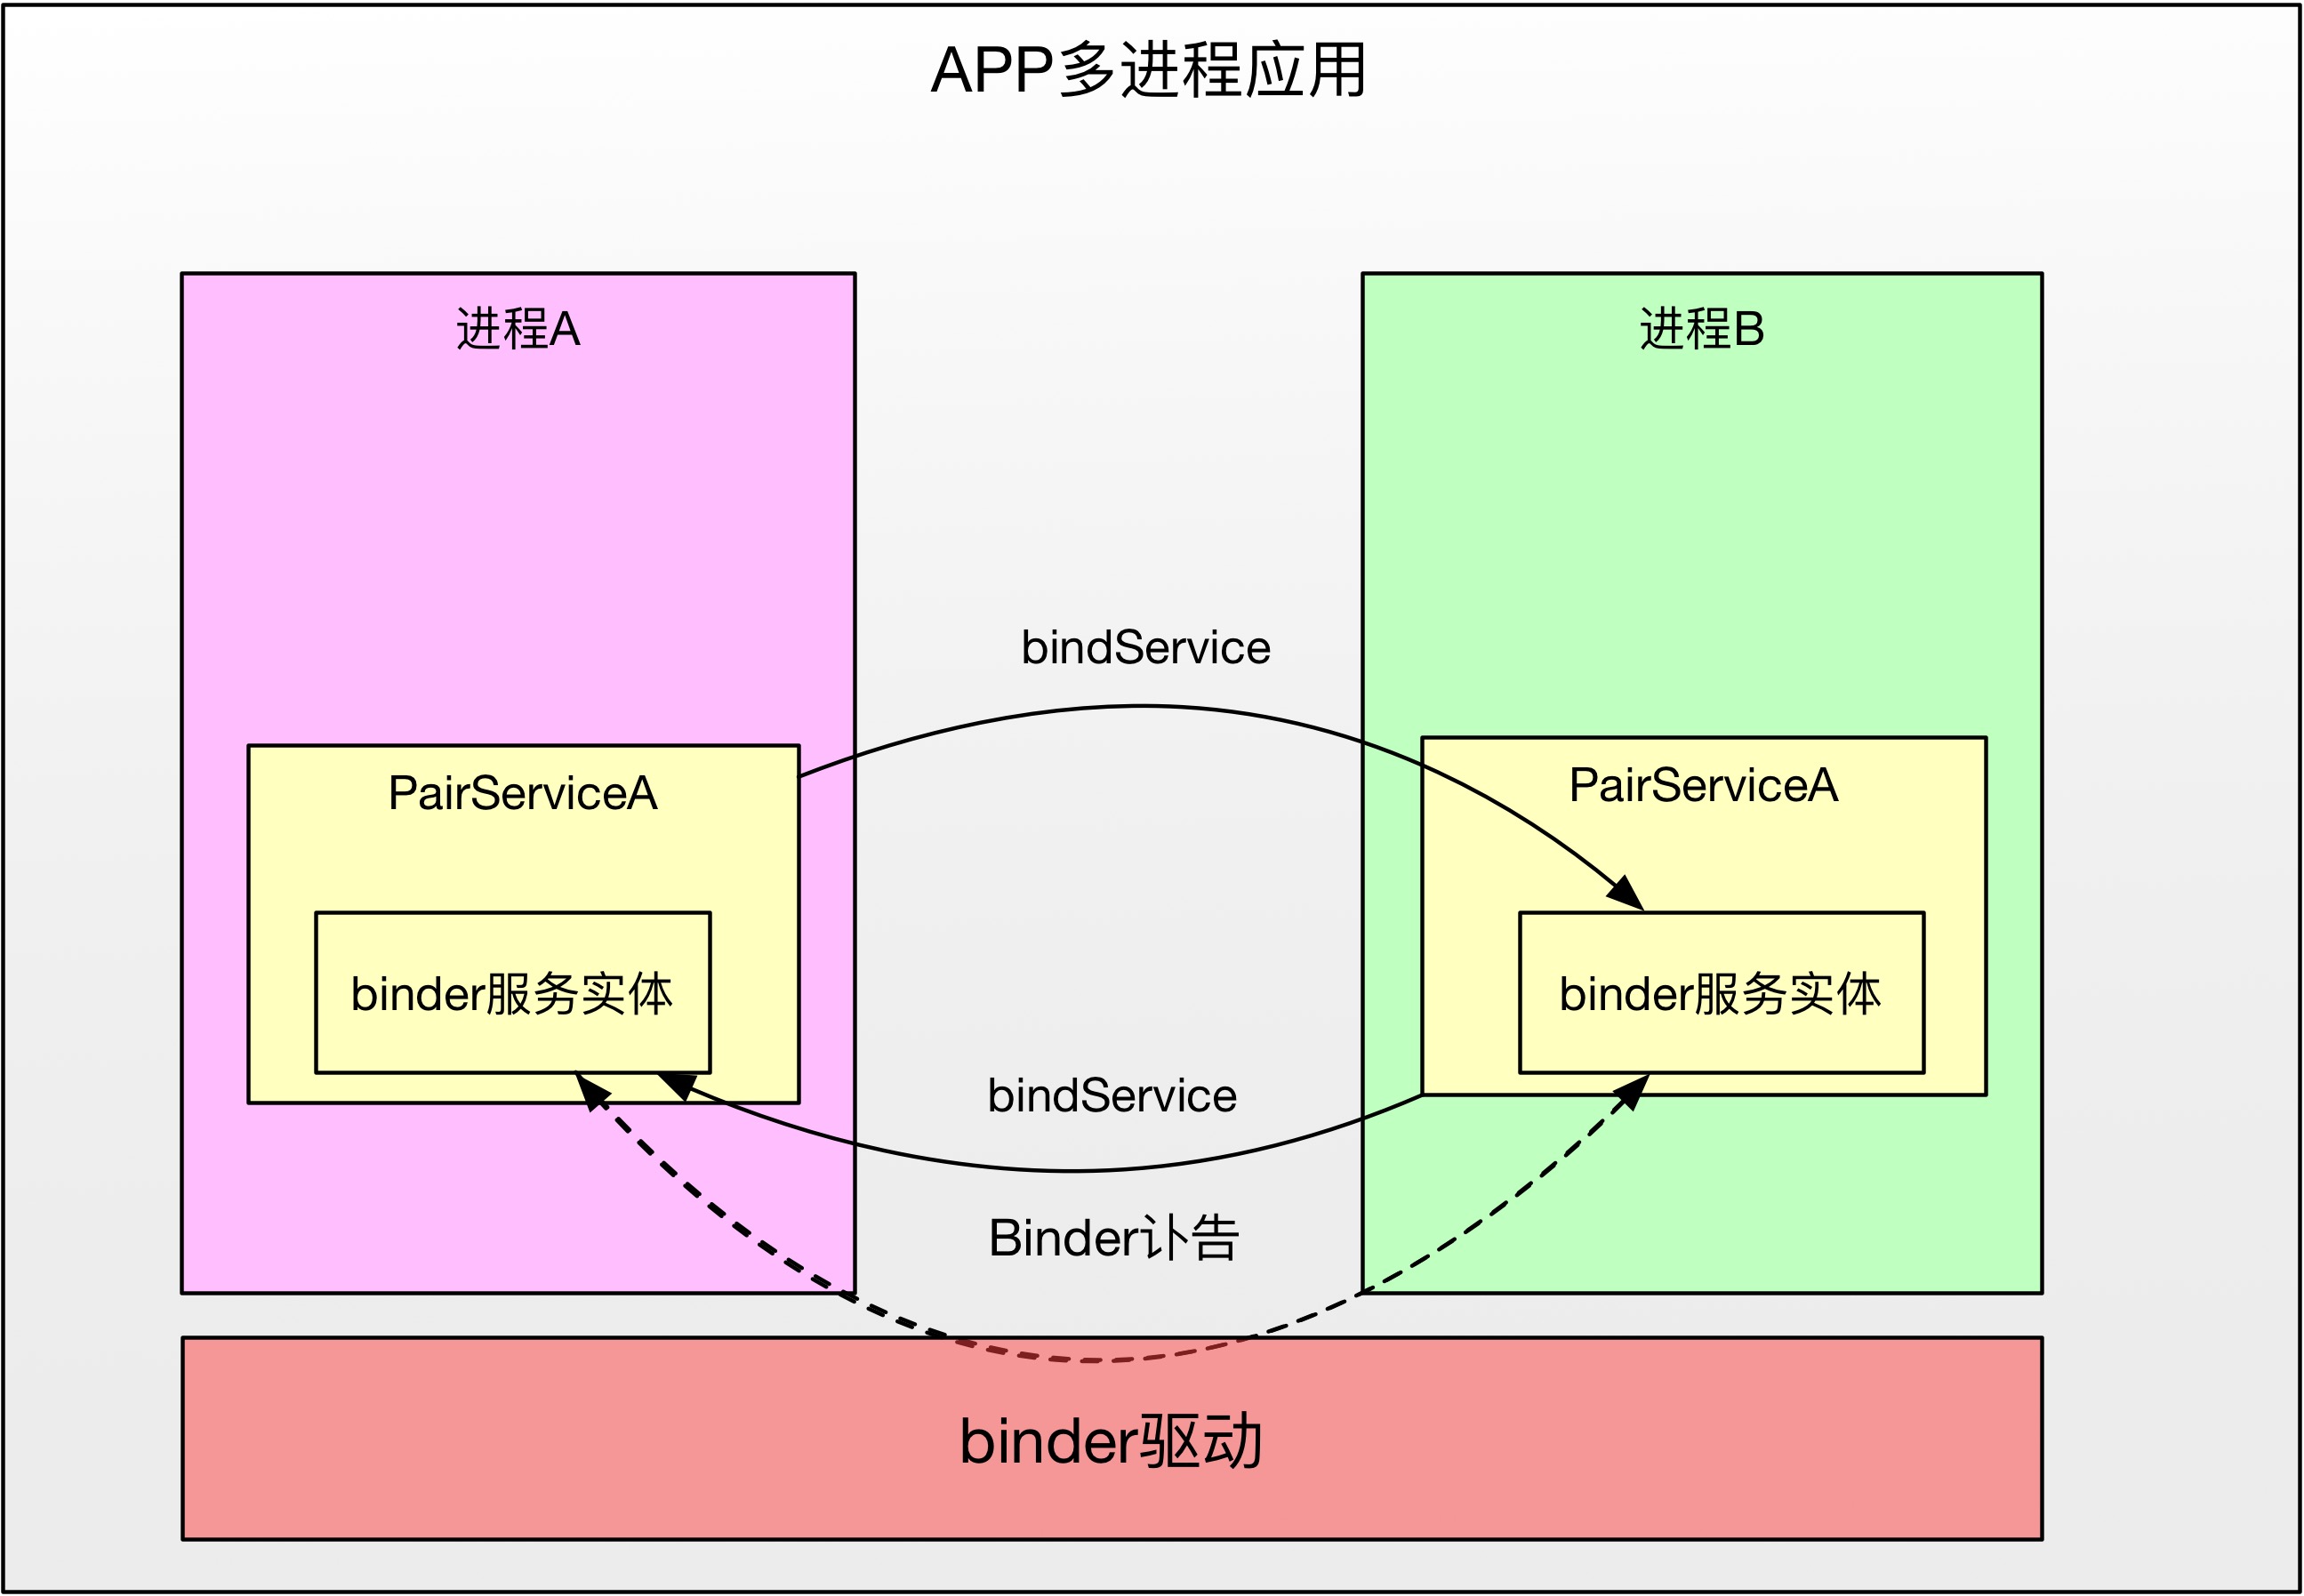 APP多进程应用
进程A
进程B
bindService
PairServiceA
PairServiceA
binder服务实体
binder服务实体
bindService
Binder讣告
binder驱动